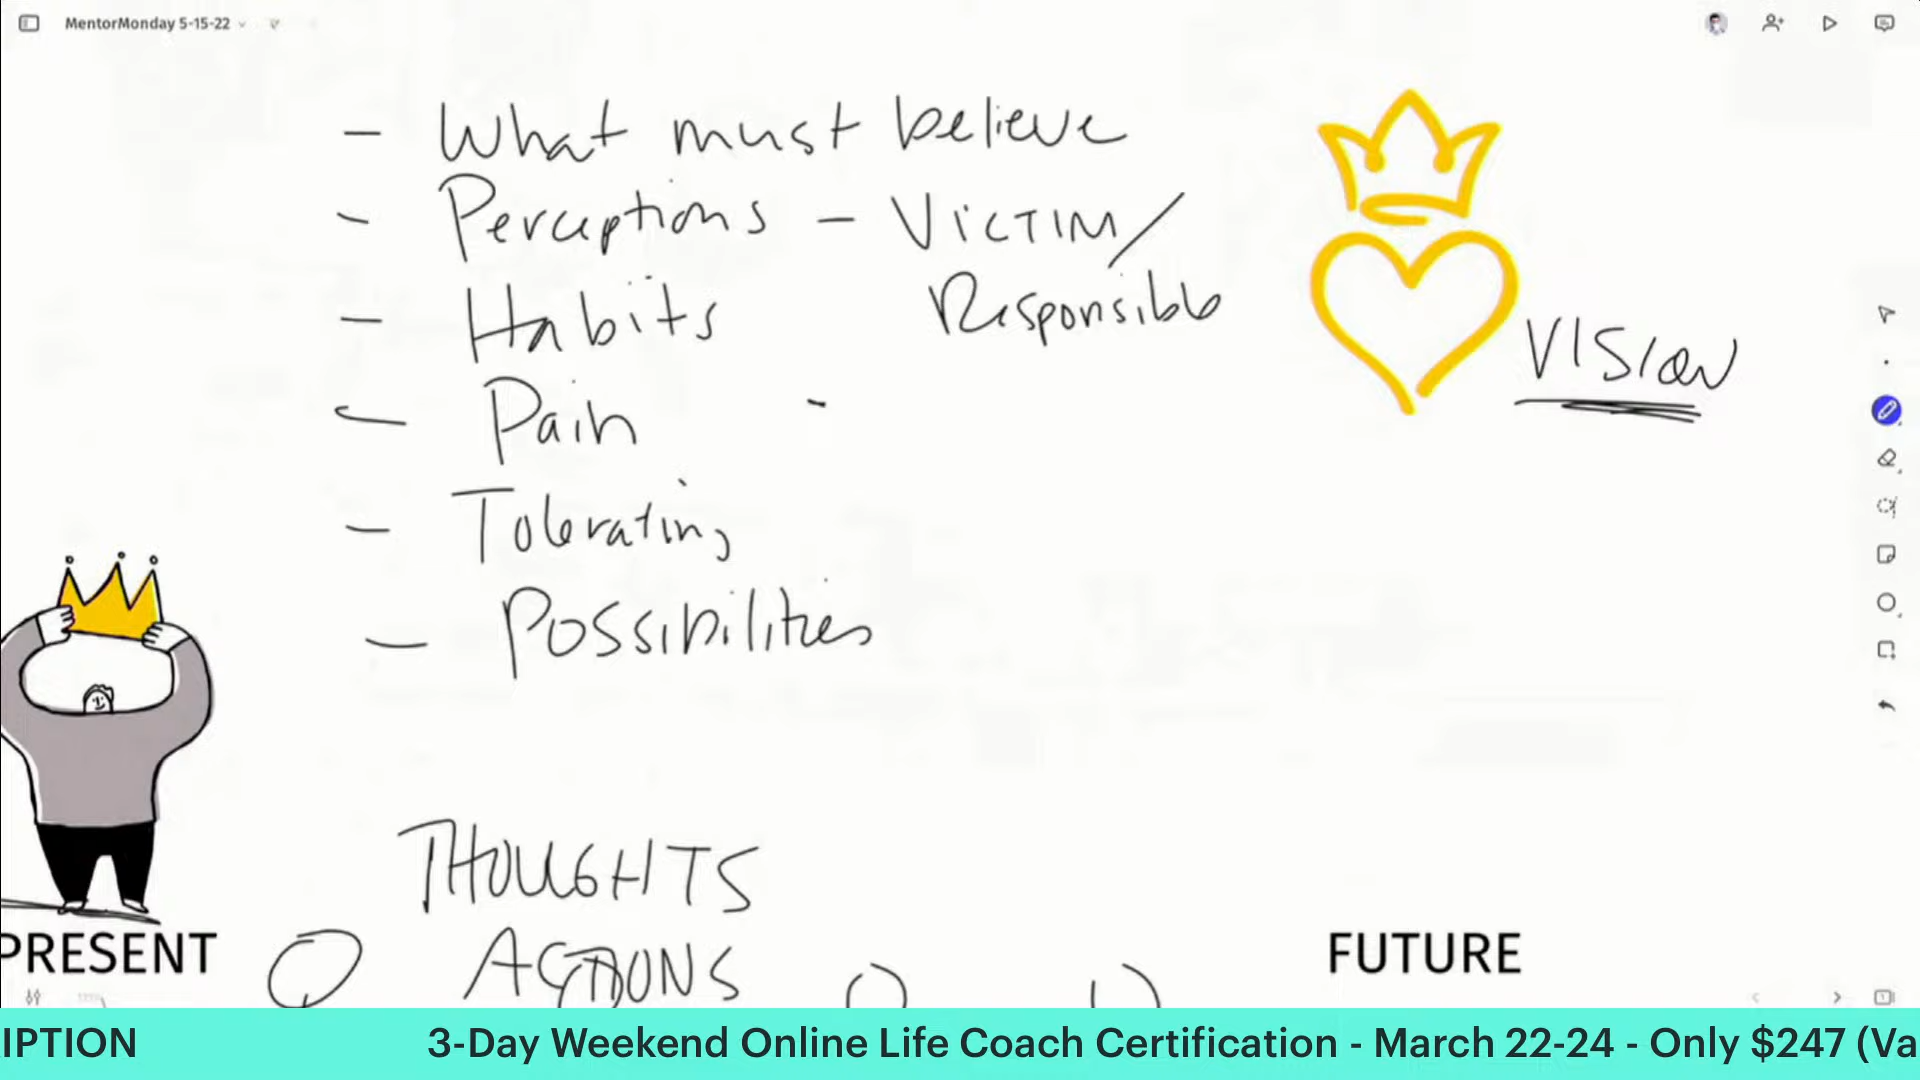 MentorMonday 5-15-22
- What must believe
- Perceptions - VICTIM/
Responsible
- Habits
VISION
- Pain -
- Tolerating
- Possibilities
THOUGHTS
ACTIONS
PRESENT
FUTURE
IPTION 3-Day Weekend Online Life Coach Certification - March 22-24 - Only $247 (Va